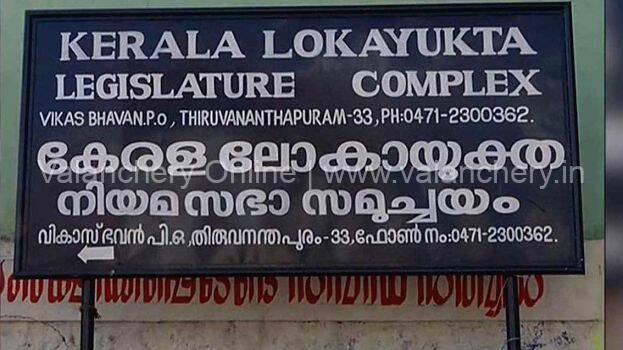 KERALA LOKAYUKTA
LEGISLATURE COMPLEX
VIKAS BHAVAN.P.O, THIRUVANANTHAPURAM-33,PH:0471-2300362.
കേരള ലോകായുക്ത
Valanchery Online | www.valanchery.in
നിയമസഭാ സമുച്ചയം
വികാസ് ഭവൻ പി.ഒ,തിരുവനന്തപുരം-33,ഫോൺ നം:0471-2300362.